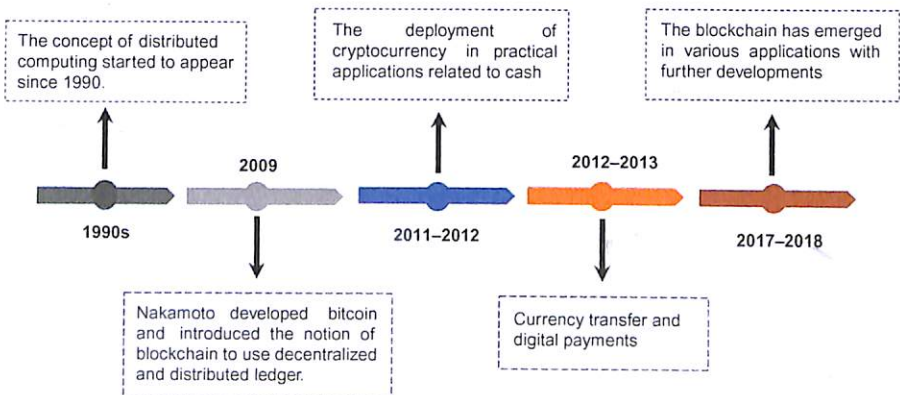 The concept of distributed
computing started to appear
since 1990.
The deployment of
cryptocurrency in practical
applications related to cash
The blockchain has emerged
in various applications with
further developments
2009
2012–2013
1990s
2011–2012
2017–2018
Nakamoto developed bitcoin
and introduced the notion of
blockchain to use decentralized
and distributed ledger.
Currency transfer and
digital payments